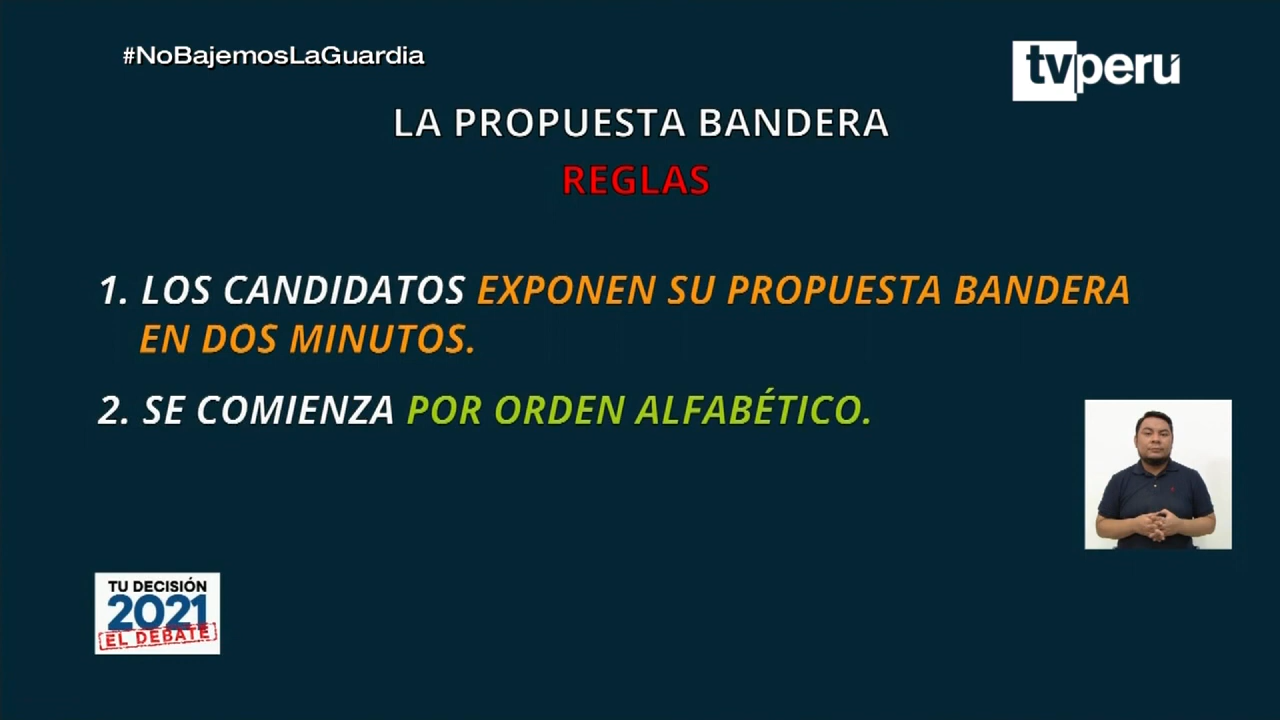 #NoBajemosLaGuardia
tvperú
LA PROPUESTA BANDERA
REGLAS
1. LOS CANDIDATOS EXPONEN SU PROPUESTA BANDERA
EN DOS MINUTOS.
2. SE COMIENZA POR ORDEN ALFABÉTICO.
TU DECISIÓN
2021
EL DEBATE